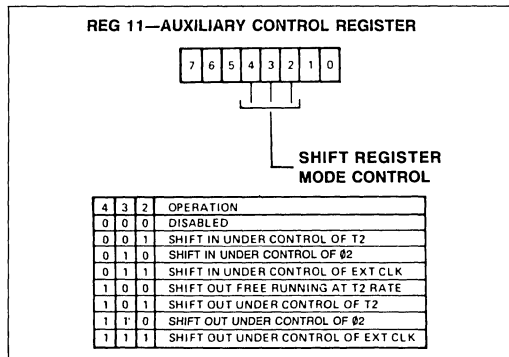 REG 11—AUXILIARY CONTROL REGISTER
7 6 5 4 3 2 1 0
SHIFT REGISTER
MODE CONTROL
4 3 2 OPERATION
0 0 0 DISABLED
0 0 1 SHIFT IN UNDER CONTROL OF T2
0 1 0 SHIFT IN UNDER CONTROL OF Ø2
0 1 1 SHIFT IN UNDER CONTROL OF EXT CLK
1 0 0 SHIFT OUT FREE RUNNING AT T2 RATE
1 0 1 SHIFT OUT UNDER CONTROL OF T2
1 1 0 SHIFT OUT UNDER CONTROL OF Ø2
1 1 1 SHIFT OUT UNDER CONTROL OF EXT CLK